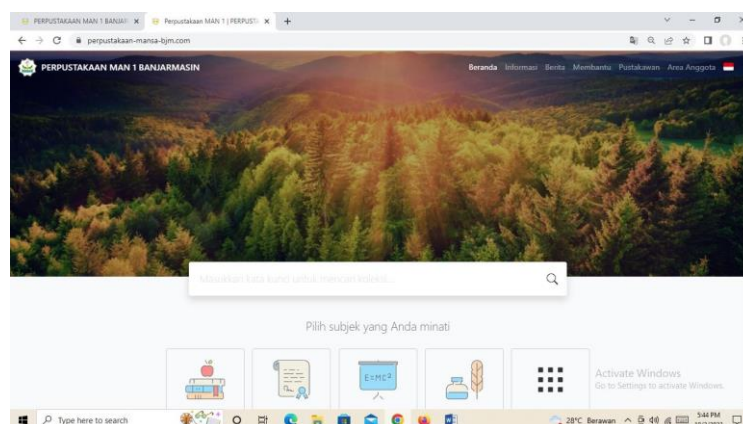 PERPUSTAKAAN MAN 1 BANJAR
Perpustakaan MAN 1 | PERPUST
perpustakaan-mansa-bjm.com
PERPUSTAKAAN MAN 1 BANJARMASIN
Beranda Informasi Berita Membantu Pustakawan Area Anggota
Masukkan kata kunci untuk mencari koleksi...
Pilih subjek yang Anda minati
E=MC²
Activate Windows
Go to Settings to activate Windows.
Type here to search
28°C Berawan
5:44 PM